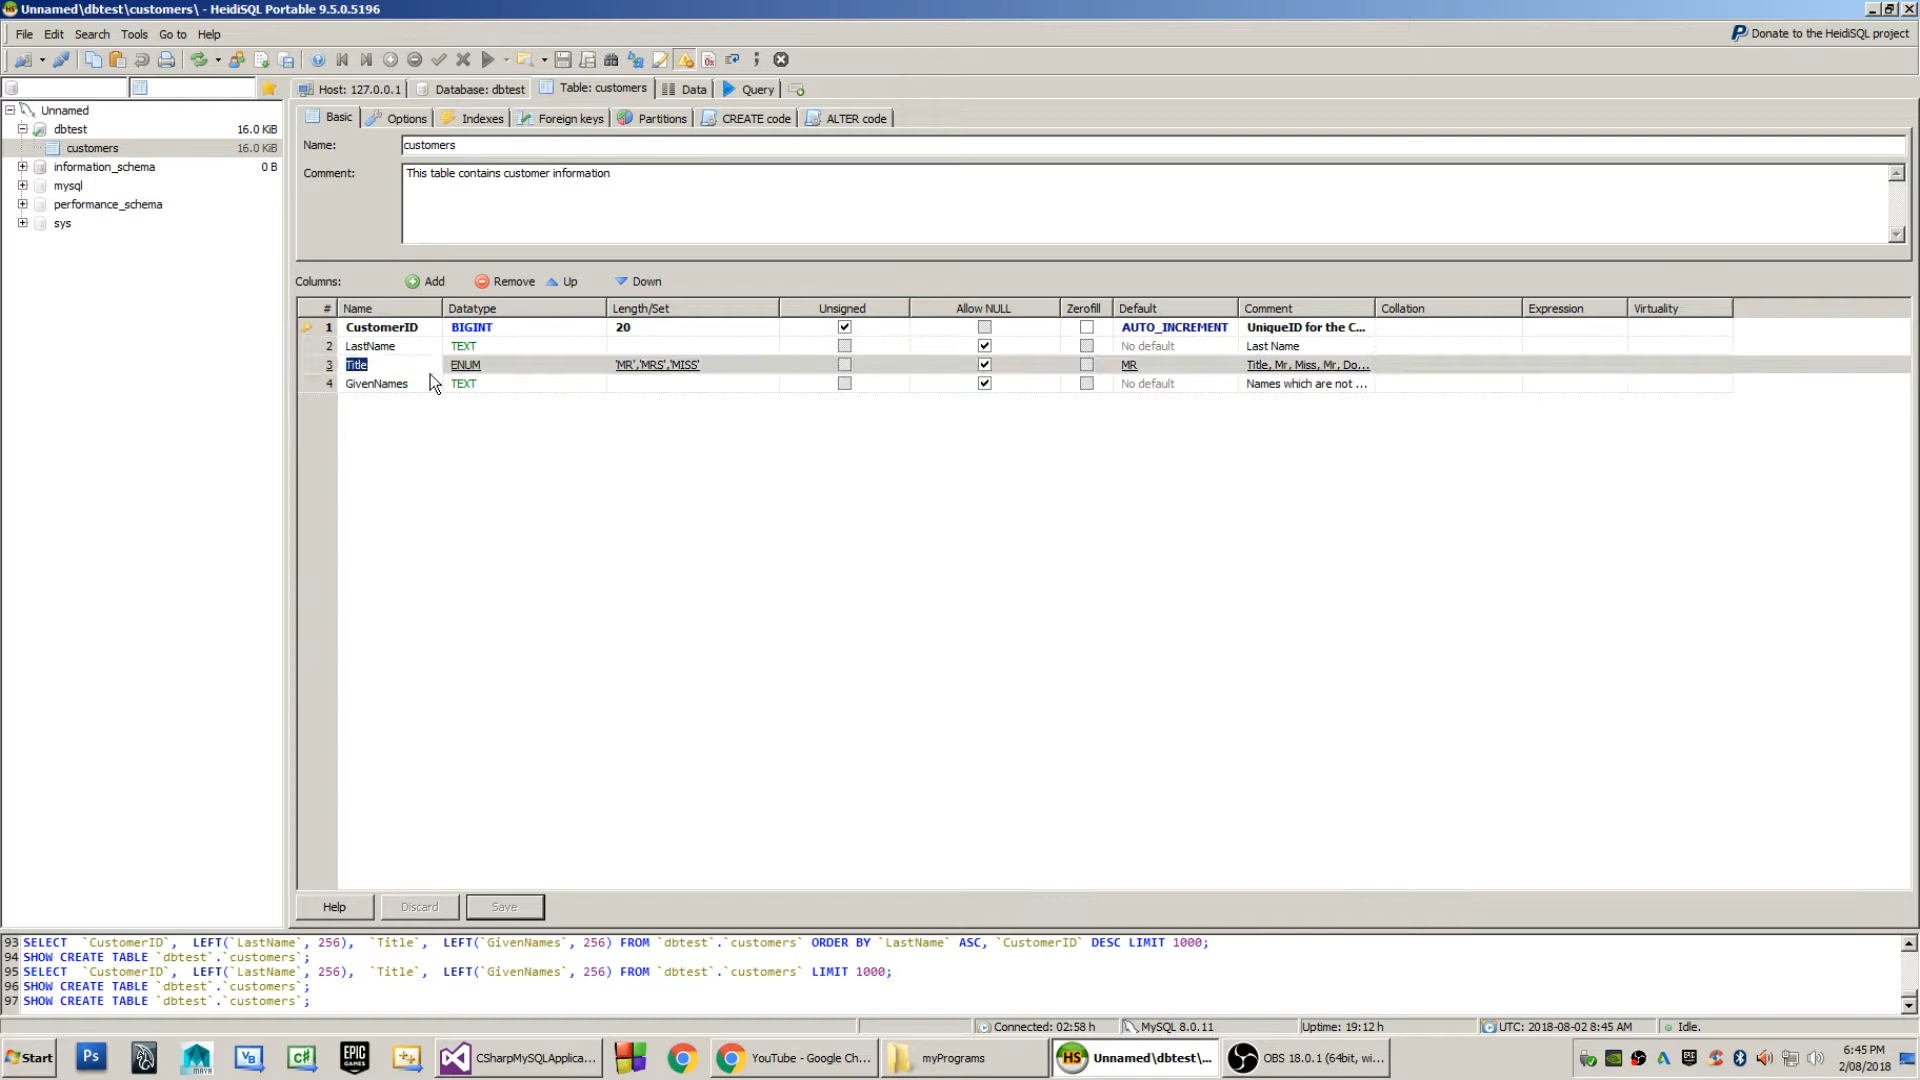 Unnamed\dbtest\customers\ - HeidiSQL Portable 9.5.0.5196
File Edit Search Tools Go to Help
Donate to the HeidiSQL project
Host: 127.0.0.1 Database: dbtest Table: customers Data Query
Unnamed
dbtest 16.0 KiB
customers 16.0 KiB
information_schema 0 B
mysql
performance_schema
sys
Basic Options Indexes Foreign keys Partitions CREATE code ALTER code
Name: customers
Comment: This table contains customer information
Columns: Add Remove Up Down
# Name Datatype Length/Set Unsigned Allow NULL Zerofill Default Comment Collation Expression Virtuality
1 CustomerID BIGINT 20 AUTO_INCREMENT UniqueID for the C...
2 LastName TEXT No default Last Name
3 Title ENUM 'MR','MRS','MISS' MR Title, Mr, Miss, Mr, Do...
4 GivenNames TEXT No default Names which are not ...
Help Discard Save
93 SELECT `CustomerID`, LEFT(`LastName`, 256), `Title`, LEFT(`GivenNames`, 256) FROM `dbtest`.`customers` ORDER BY `LastName` ASC, `CustomerID` DESC LIMIT 1000;
94 SHOW CREATE TABLE `dbtest`.`customers`;
95 SELECT `CustomerID`, LEFT(`LastName`, 256), `Title`, LEFT(`GivenNames`, 256) FROM `dbtest`.`customers` LIMIT 1000;
96 SHOW CREATE TABLE `dbtest`.`customers`;
97 SHOW CREATE TABLE `dbtest`.`customers`;
Connected: 02:58 h MySQL 8.0.11 Uptime: 19:12 h UTC: 2018-08-02 8:45 AM Idle.
Start Ps MAYA VB C# EPIC GAMES CSharpMySQLApplica... YouTube - Google Ch... myPrograms HS Unnamed\dbtest\... OBS 18.0.1 (64bit, wi... 6:45 PM
2/08/2018